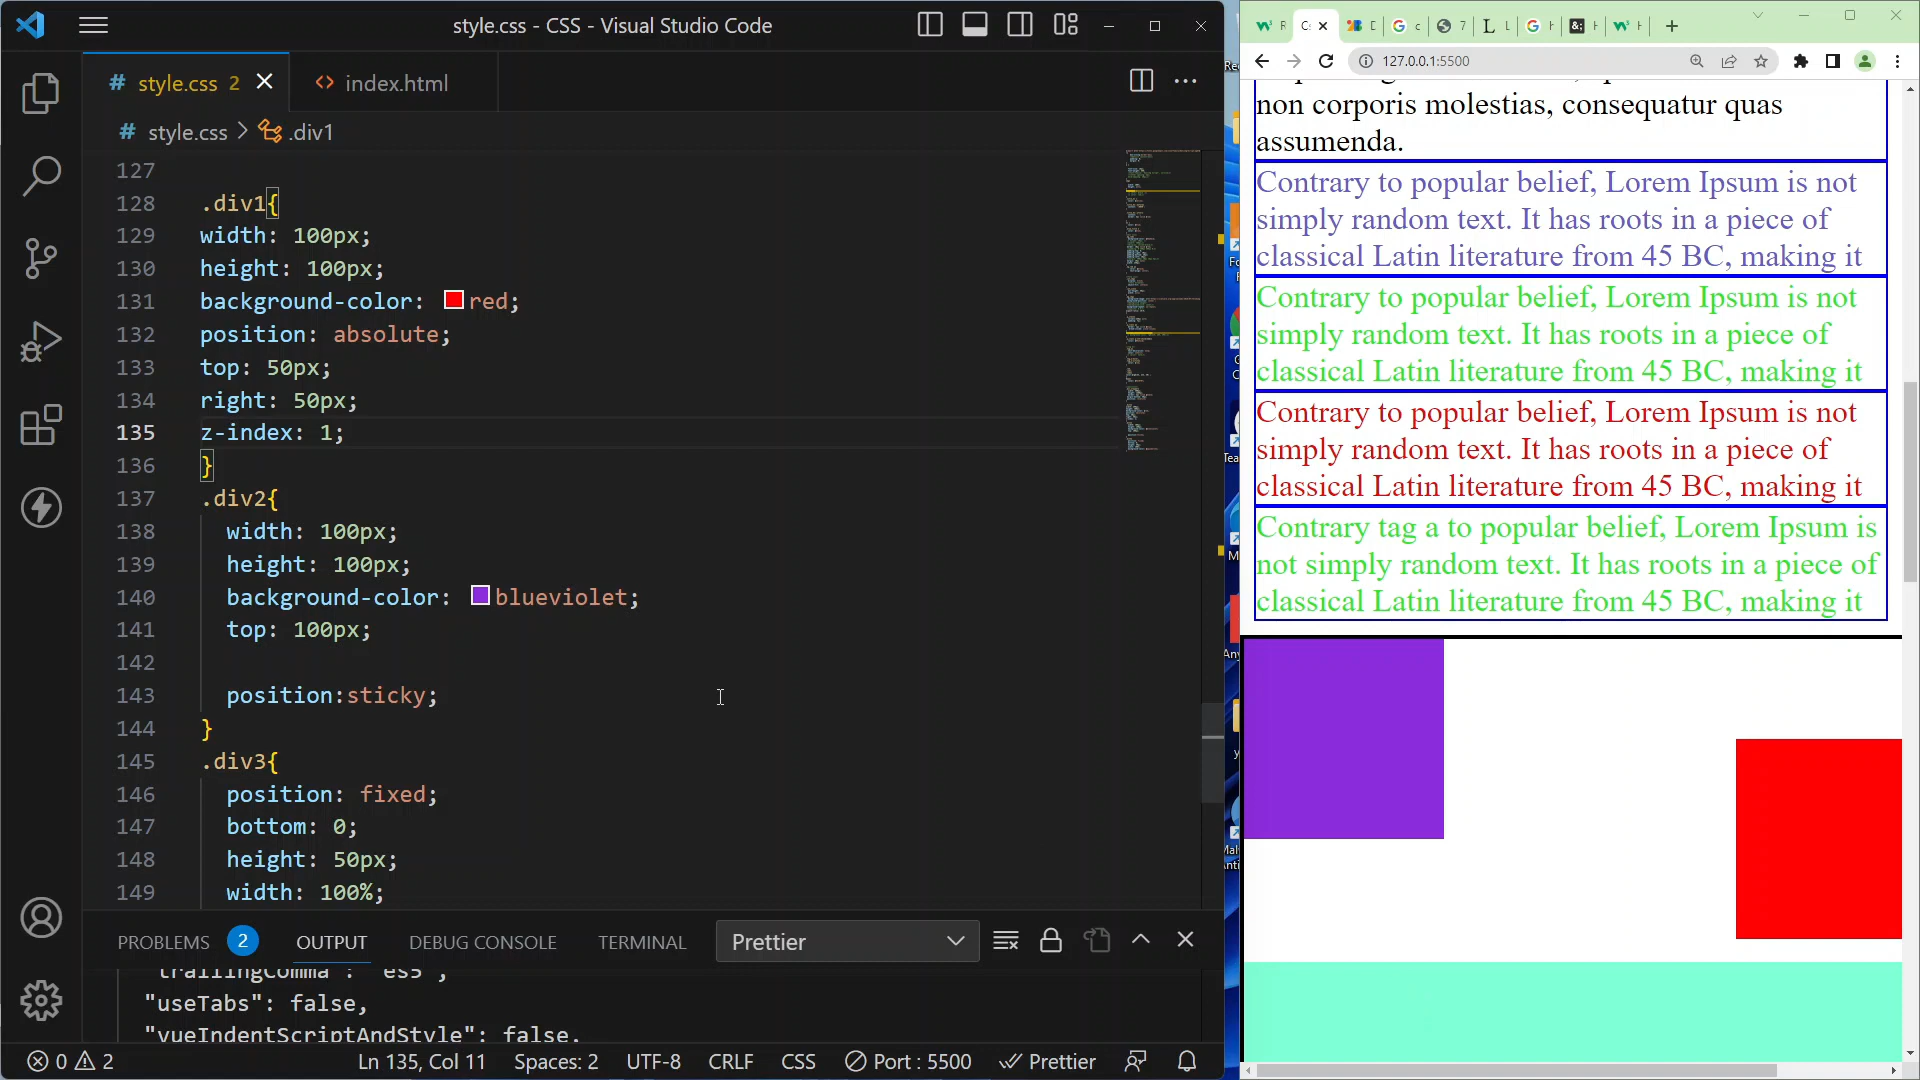 style.css - CSS - Visual Studio Code
# style.css 2
<> index.html
# style.css > .div1
127
128 .div1{
129 width: 100px;
130 height: 100px;
131 background-color: red;
132 position: absolute;
133 top: 50px;
134 right: 50px;
135 z-index: 1;
136 }
137 .div2{
138 width: 100px;
139 height: 100px;
140 background-color: blueviolet;
141 top: 100px;
142
143 position:sticky;
144 }
145 .div3{
146 position: fixed;
147 bottom: 0;
148 height: 50px;
149 width: 100%;
PROBLEMS 2 OUTPUT DEBUG CONSOLE TERMINAL Prettier
"trailingComma": "es5",
"useTabs": false,
"vueIndentScriptAndStyle": false,
0 2 Ln 135, Col 11 Spaces: 2 UTF-8 CRLF CSS Port : 5500 Prettier
127.0.0.1:5500
non corporis molestias, consequatur quas
assumenda.
Contrary to popular belief, Lorem Ipsum is not
simply random text. It has roots in a piece of
classical Latin literature from 45 BC, making it
Contrary to popular belief, Lorem Ipsum is not
simply random text. It has roots in a piece of
classical Latin literature from 45 BC, making it
Contrary to popular belief, Lorem Ipsum is not
simply random text. It has roots in a piece of
classical Latin literature from 45 BC, making it
Contrary tag a to popular belief, Lorem Ipsum is
not simply random text. It has roots in a piece of
classical Latin literature from 45 BC, making it